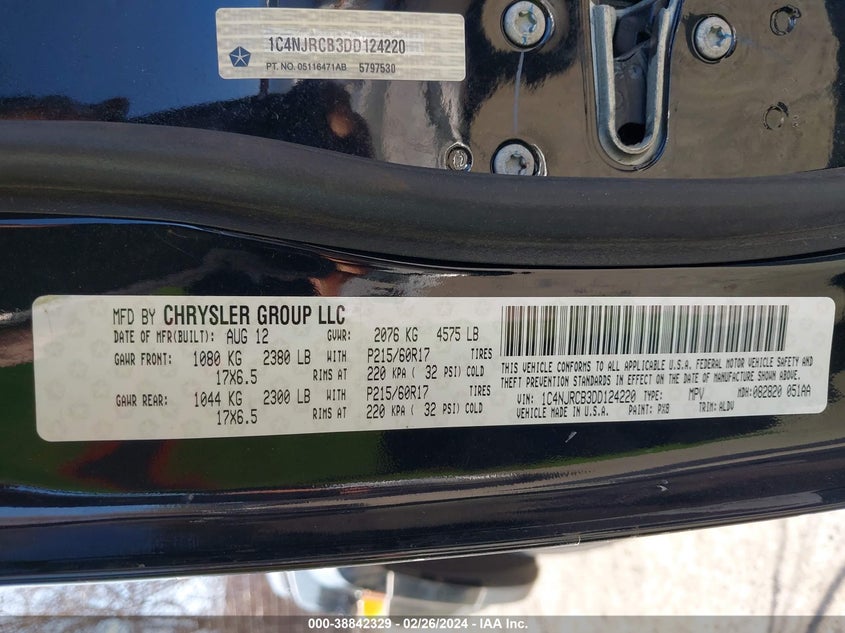 1C4NJRCB3DD124220
PT. NO. 05116471AB 5797530
MFD BY CHRYSLER GROUP LLC
DATE OF MFR(BUILT): AUG 12 GVWR: 2076 KG 4575 LB
GAWR FRONT: 1080 KG 2380 LB WITH P215/60R17 TIRES
17X6.5 RIMS AT 220 KPA ( 32 PSI) COLD
GAWR REAR: 1044 KG 2300 LB WITH P215/60R17 TIRES
17X6.5 RIMS AT 220 KPA ( 32 PSI) COLD
THIS VEHICLE CONFORMS TO ALL APPLICABLE U.S.A. FEDERAL MOTOR VEHICLE SAFETY AND
THEFT PREVENTION STANDARDS IN EFFECT ON THE DATE OF MANUFACTURE SHOWN ABOVE.
VIN: 1C4NJRCB3DD124220 TYPE: MPV MDH:082820 051AA
VEHICLE MADE IN U.S.A. PAINT: PXB TRIM: ALDV
000-38842329 - 02/26/2024 - IAA Inc.